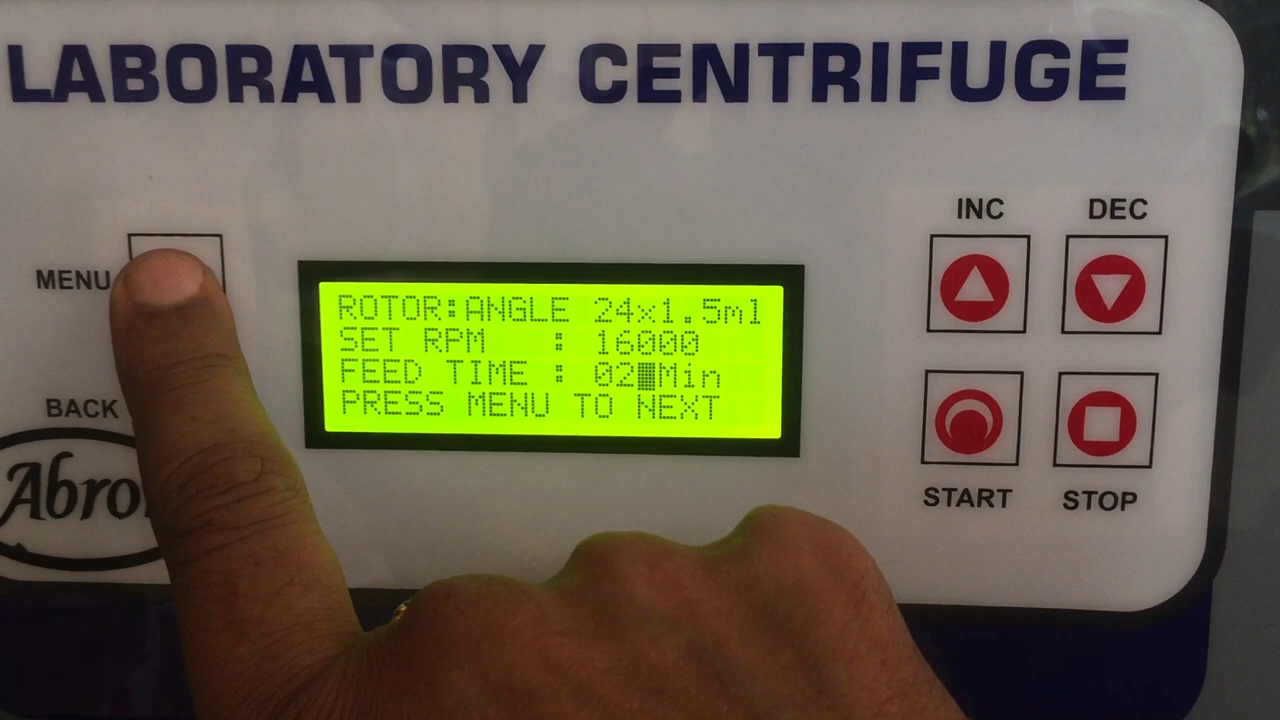 LABORATORY CENTRIFUGE
INC
DEC
MENU
ROTOR:ANGLE 24x1.5ml
SET RPM : 16000
FEED TIME : 02 Min
PRESS MENU TO NEXT
BACK
START
STOP